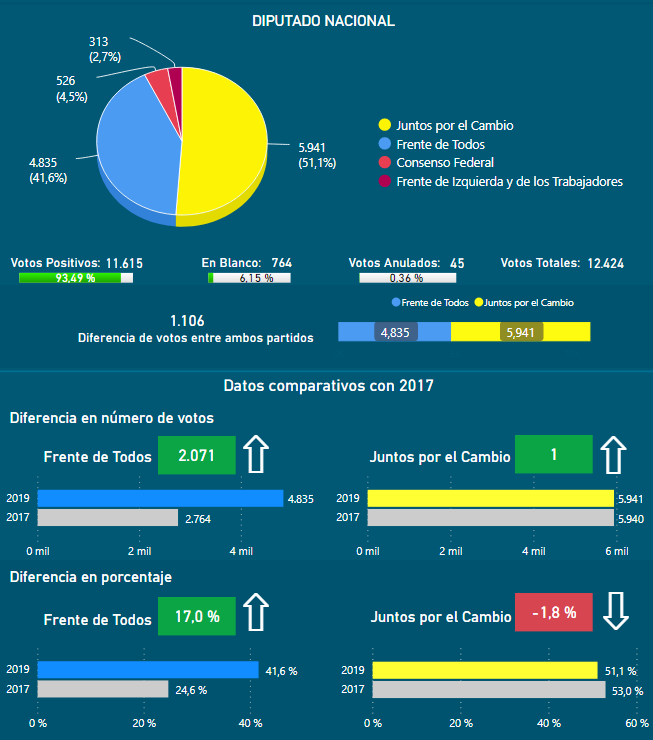 DIPUTADO NACIONAL
313
(2,7%)
526
(4,5%)
4.835
(41,6%)
5.941
(51,1%)
Juntos por el Cambio
Frente de Todos
Consenso Federal
Frente de Izquierda y de los Trabajadores
Votos Positivos: 11.615
93,49 %
En Blanco: 764
6,15 %
Votos Anulados: 45
0,36 %
Votos Totales: 12.424
1.106
Diferencia de votos entre ambos partidos
Frente de Todos Juntos por el Cambio
4,835 5,941
Datos comparativos con 2017
Diferencia en número de votos
Frente de Todos 2.071
2019 4.835
2017 2.764
0 mil 2 mil 4 mil
Juntos por el Cambio 1
2019 5.941
2017 5.940
0 mil 2 mil 4 mil 6 mil
Diferencia en porcentaje
Frente de Todos 17,0 %
2019 41,6 %
2017 24,6 %
0 % 20 % 40 %
Juntos por el Cambio -1,8 %
2019 51,1 %
2017 53,0 %
0 % 20 % 40 % 60 %